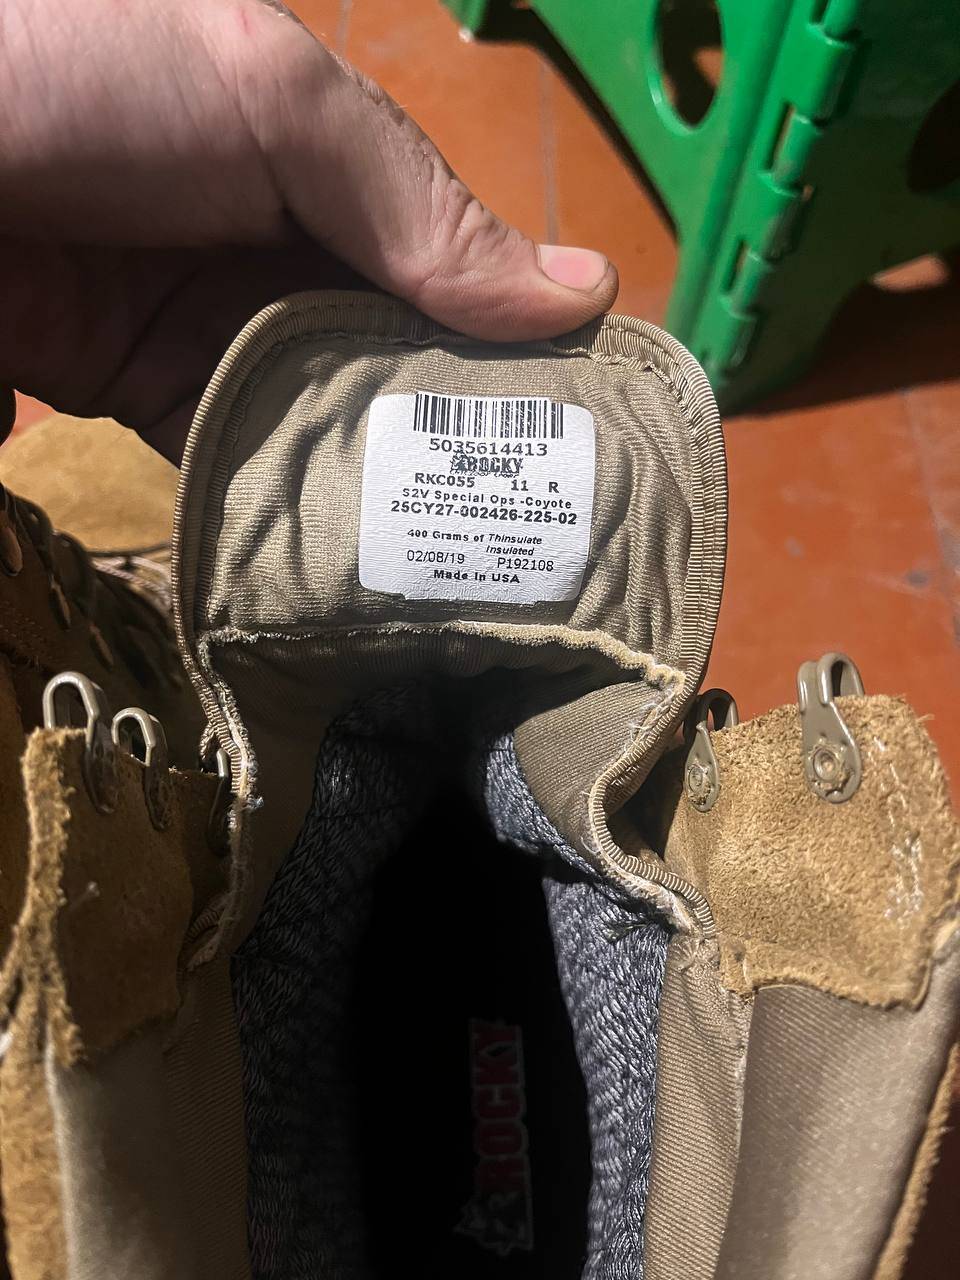 5035614413
ROCKY
RKC055 11 R
S2V Special Ops -Coyote
25CY27-002426-225-02
400 Grams of Thinsulate
Insulated
02/08/19 P192108
Made in USA
ROCKY